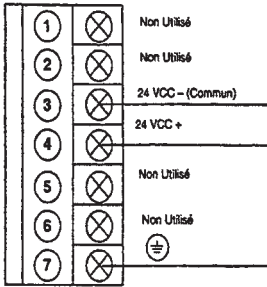 1 Non Utilisé
2 Non Utilisé
3 24 VCC – (Commun)
4 24 VCC +
5 Non Utilisé
6 Non Utilisé
7